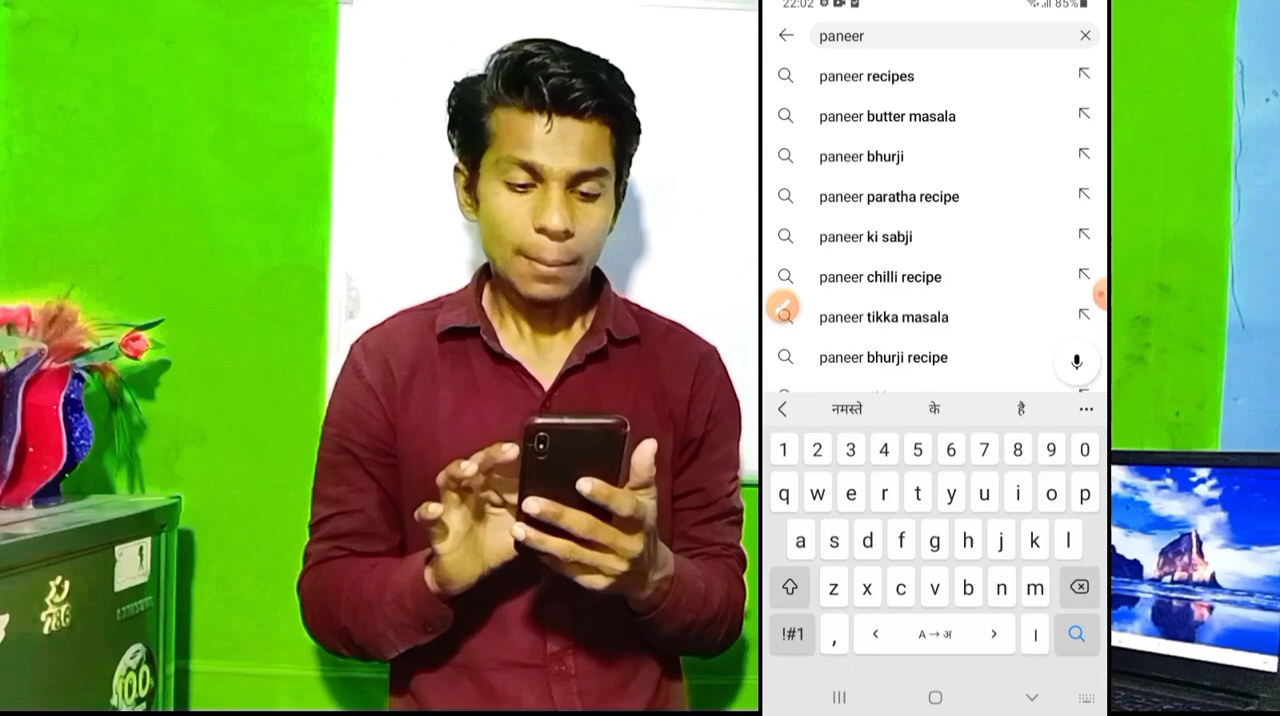 22:02
85%
paneer
paneer recipes
paneer butter masala
paneer bhurji
paneer paratha recipe
paneer ki sabji
paneer chilli recipe
paneer tikka masala
paneer bhurji recipe
नमस्ते के है
1 2 3 4 5 6 7 8 9 0
q w e r t y u i o p
a s d f g h j k l
z x c v b n m
!#1 , < A→अ > ।
786
SAMSUNG
100